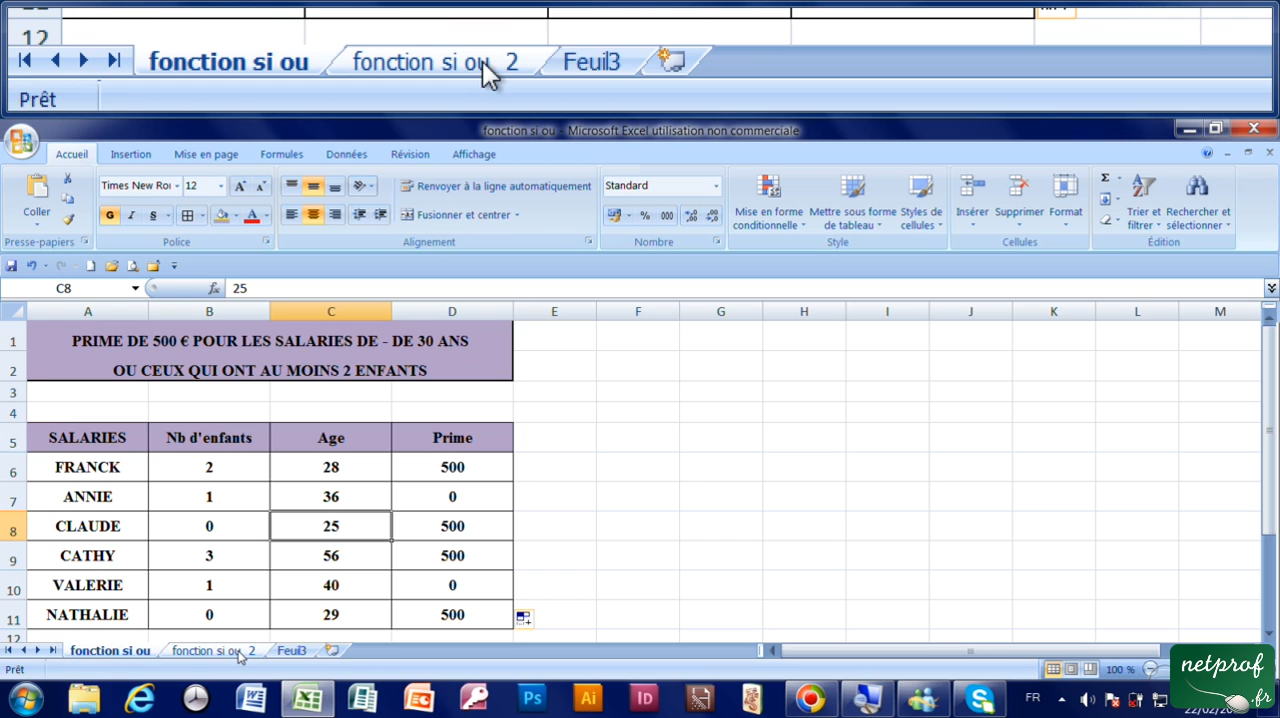 12
fonction si ou fonction si ou_2 Feuil3
Prêt
fonction si ou - Microsoft Excel utilisation non commerciale
Accueil Insertion Mise en page Formules Données Révision Affichage
Coller Times New Ro 12 Renvoyer à la ligne automatiquement Standard Mise en forme conditionnelle Mettre sous forme de tableau Styles de cellules Insérer Supprimer Format Trier et filtrer Rechercher et sélectionner
G I S Fusionner et centrer % 000
Presse-papiers Police Alignement Nombre Style Cellules Édition
C8 fx 25
A B C D E F G H I J K L M
1 PRIME DE 500 € POUR LES SALARIES DE - DE 30 ANS
2 OU CEUX QUI ONT AU MOINS 2 ENFANTS
3
4
5 SALARIES Nb d'enfants Age Prime
6 FRANCK 2 28 500
7 ANNIE 1 36 0
8 CLAUDE 0 25 500
9 CATHY 3 56 500
10 VALERIE 1 40 0
11 NATHALIE 0 29 500
12
fonction si ou fonction si ou_2 Feuil3
Prêt 100 %
netprof.fr
Ps Ai Id FR